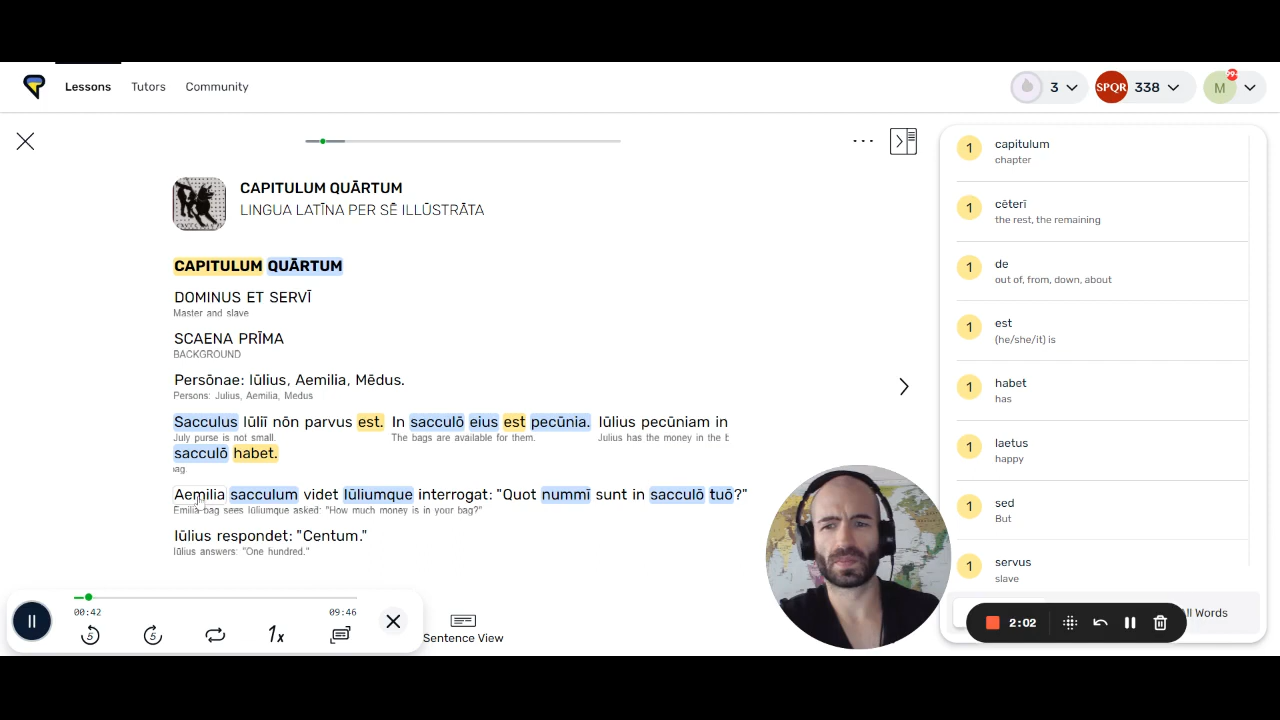 Lessons Tutors Community
3
SPQR 338
99+
M
CAPITULUM QUĀRTUM
LINGUA LATĪNA PER SĒ ILLŪSTRĀTA
CAPITULUM QUĀRTUM
DOMINUS ET SERVĪ
Master and slave
SCAENA PRĪMA
BACKGROUND
Persōnae: Iūlius, Aemilia, Mēdus.
Persons: Julius, Aemilia, Medus
Sacculus Iūliī nōn parvus est. In sacculō eius est pecūnia. Iūlius pecūniam in
July purse is not small. The bags are available for them. Julius has the money in the b
sacculō habet.
ag.
Aemilia sacculum videt Iūliumque interrogat: "Quot nummī sunt in sacculō tuō?"
Emilia bag sees Iūliumque asked: "How much money is in your bag?"
Iūlius respondet: "Centum."
Iūlius answers: "One hundred."
00:42 09:46
5 5 1x
Sentence View
1 capitulum
chapter
1 cēterī
the rest, the remaining
1 de
out of, from, down, about
1 est
(he/she/it) is
1 habet
has
1 laetus
happy
1 sed
But
1 servus
slave
All Words
2:02